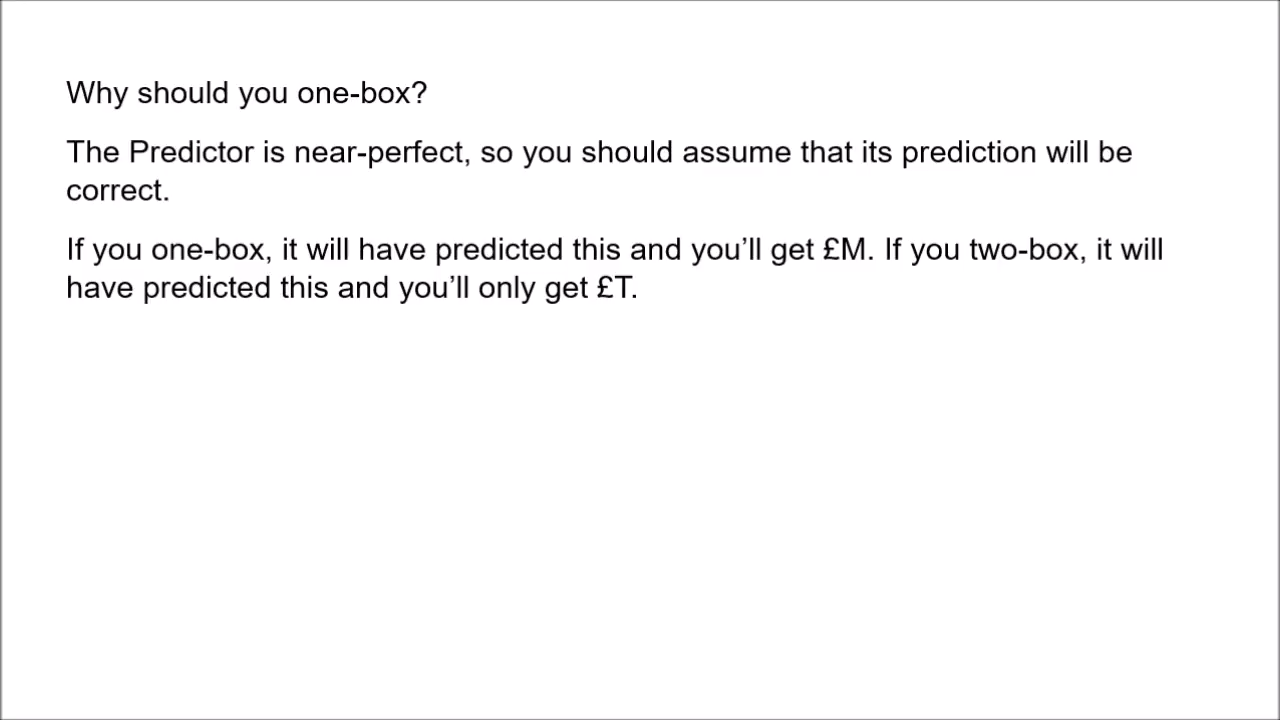 Why should you one-box?
The Predictor is near-perfect, so you should assume that its prediction will be
correct.
If you one-box, it will have predicted this and you’ll get £M. If you two-box, it will
have predicted this and you’ll only get £T.